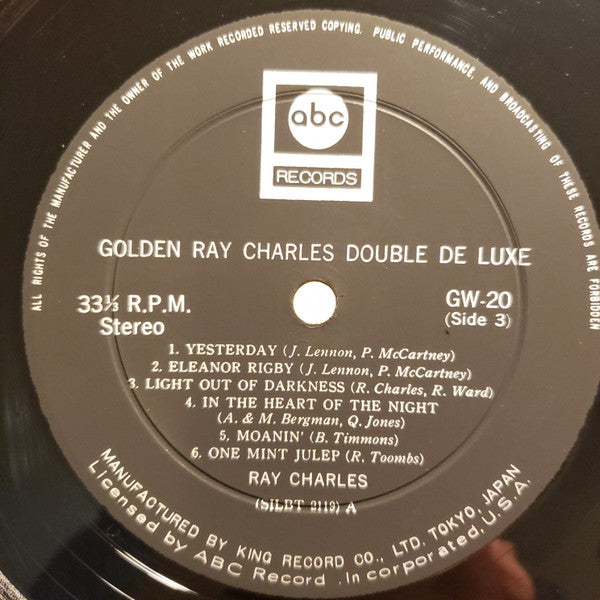 ALL RIGHTS OF THE MANUFACTURER AND THE OWNER OF THE WORK RECORDED RESERVED COPYING, PUBLIC PERFORMANCE, AND BROADCASTING OF THESE RECORDS ARE FORBIDDEN
abc
RECORDS
GOLDEN RAY CHARLES DOUBLE DE LUXE
33⅓ R.P.M.
Stereo
GW-20
(Side 3)
1. YESTERDAY (J. Lennon, P. McCartney)
2. ELEANOR RIGBY (J. Lennon, P. McCartney)
3. LIGHT OUT OF DARKNESS (R. Charles, R. Ward)
4. IN THE HEART OF THE NIGHT
(A. & M. Bergman, Q. Jones)
5. MOANIN' (B. Timmons)
6. ONE MINT JULEP (R. Toombs)
RAY CHARLES
(SILBT 2119) A
MANUFACTURED BY KING RECORD CO., LTD. TOKYO, JAPAN
Licensed by ABC Record .Incorporated, U.S.A.